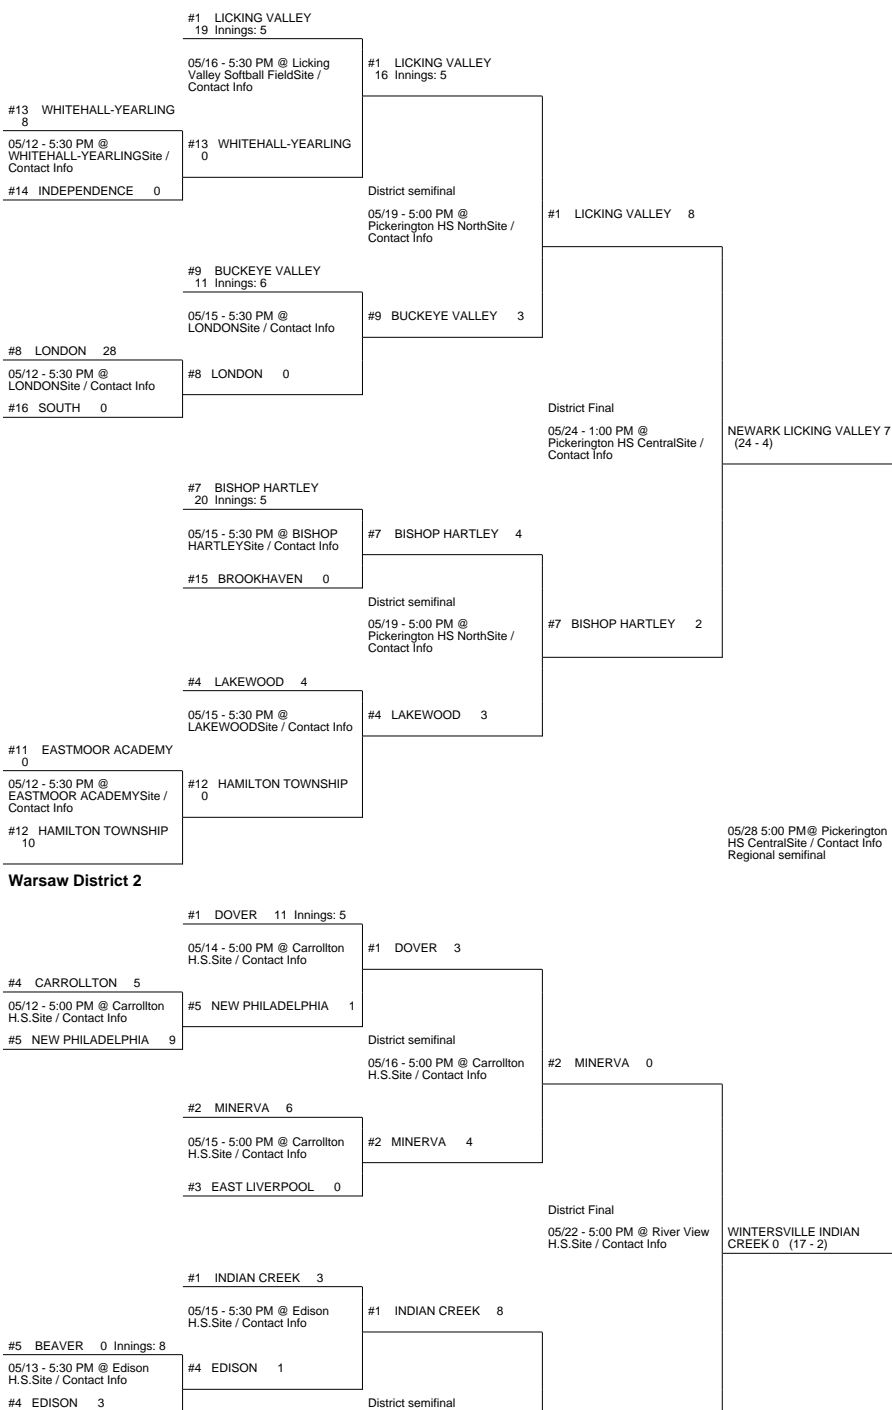 #1 LICKING VALLEY
19 Innings: 5
05/16 - 5:30 PM @ Licking
Valley Softball FieldSite /
Contact Info
#1 LICKING VALLEY
16 Innings: 5
#13 WHITEHALL-YEARLING
8
05/12 - 5:30 PM @
WHITEHALL-YEARLINGSite /
Contact Info
#13 WHITEHALL-YEARLING
0
#14 INDEPENDENCE 0
District semifinal
05/19 - 5:00 PM @
Pickerington HS NorthSite /
Contact Info
#1 LICKING VALLEY 8
#9 BUCKEYE VALLEY
11 Innings: 6
05/15 - 5:30 PM @
LONDONSite / Contact Info
#9 BUCKEYE VALLEY 3
#8 LONDON 28
05/12 - 5:30 PM @
LONDONSite / Contact Info
#8 LONDON 0
#16 SOUTH 0
District Final
05/24 - 1:00 PM @
Pickerington HS CentralSite /
Contact Info
NEWARK LICKING VALLEY 7
(24 - 4)
#7 BISHOP HARTLEY
20 Innings: 5
05/15 - 5:30 PM @ BISHOP
HARTLEYSite / Contact Info
#7 BISHOP HARTLEY 4
#15 BROOKHAVEN 0
District semifinal
05/19 - 5:00 PM @
Pickerington HS NorthSite /
Contact Info
#7 BISHOP HARTLEY 2
#4 LAKEWOOD 4
05/15 - 5:30 PM @
LAKEWOODSite / Contact Info
#4 LAKEWOOD 3
#11 EASTMOOR ACADEMY
0
05/12 - 5:30 PM @
EASTMOOR ACADEMYSite /
Contact Info
#12 HAMILTON TOWNSHIP
0
#12 HAMILTON TOWNSHIP
10
05/28 5:00 PM@ Pickerington
HS CentralSite / Contact Info
Regional semifinal
Warsaw District 2
#1 DOVER 11 Innings: 5
05/14 - 5:00 PM @ Carrollton
H.S.Site / Contact Info
#1 DOVER 3
#4 CARROLLTON 5
05/12 - 5:00 PM @ Carrollton
H.S.Site / Contact Info
#5 NEW PHILADELPHIA 1
#5 NEW PHILADELPHIA 9
District semifinal
05/16 - 5:00 PM @ Carrollton
H.S.Site / Contact Info
#2 MINERVA 0
#2 MINERVA 6
05/15 - 5:00 PM @ Carrollton
H.S.Site / Contact Info
#2 MINERVA 4
#3 EAST LIVERPOOL 0
District Final
05/22 - 5:00 PM @ River View
H.S.Site / Contact Info
WINTERSVILLE INDIAN
CREEK 0 (17 - 2)
#1 INDIAN CREEK 3
05/15 - 5:30 PM @ Edison
H.S.Site / Contact Info
#1 INDIAN CREEK 8
#5 BEAVER 0 Innings: 8
05/13 - 5:30 PM @ Edison
H.S.Site / Contact Info
#4 EDISON 1
#4 EDISON 3
District semifinal